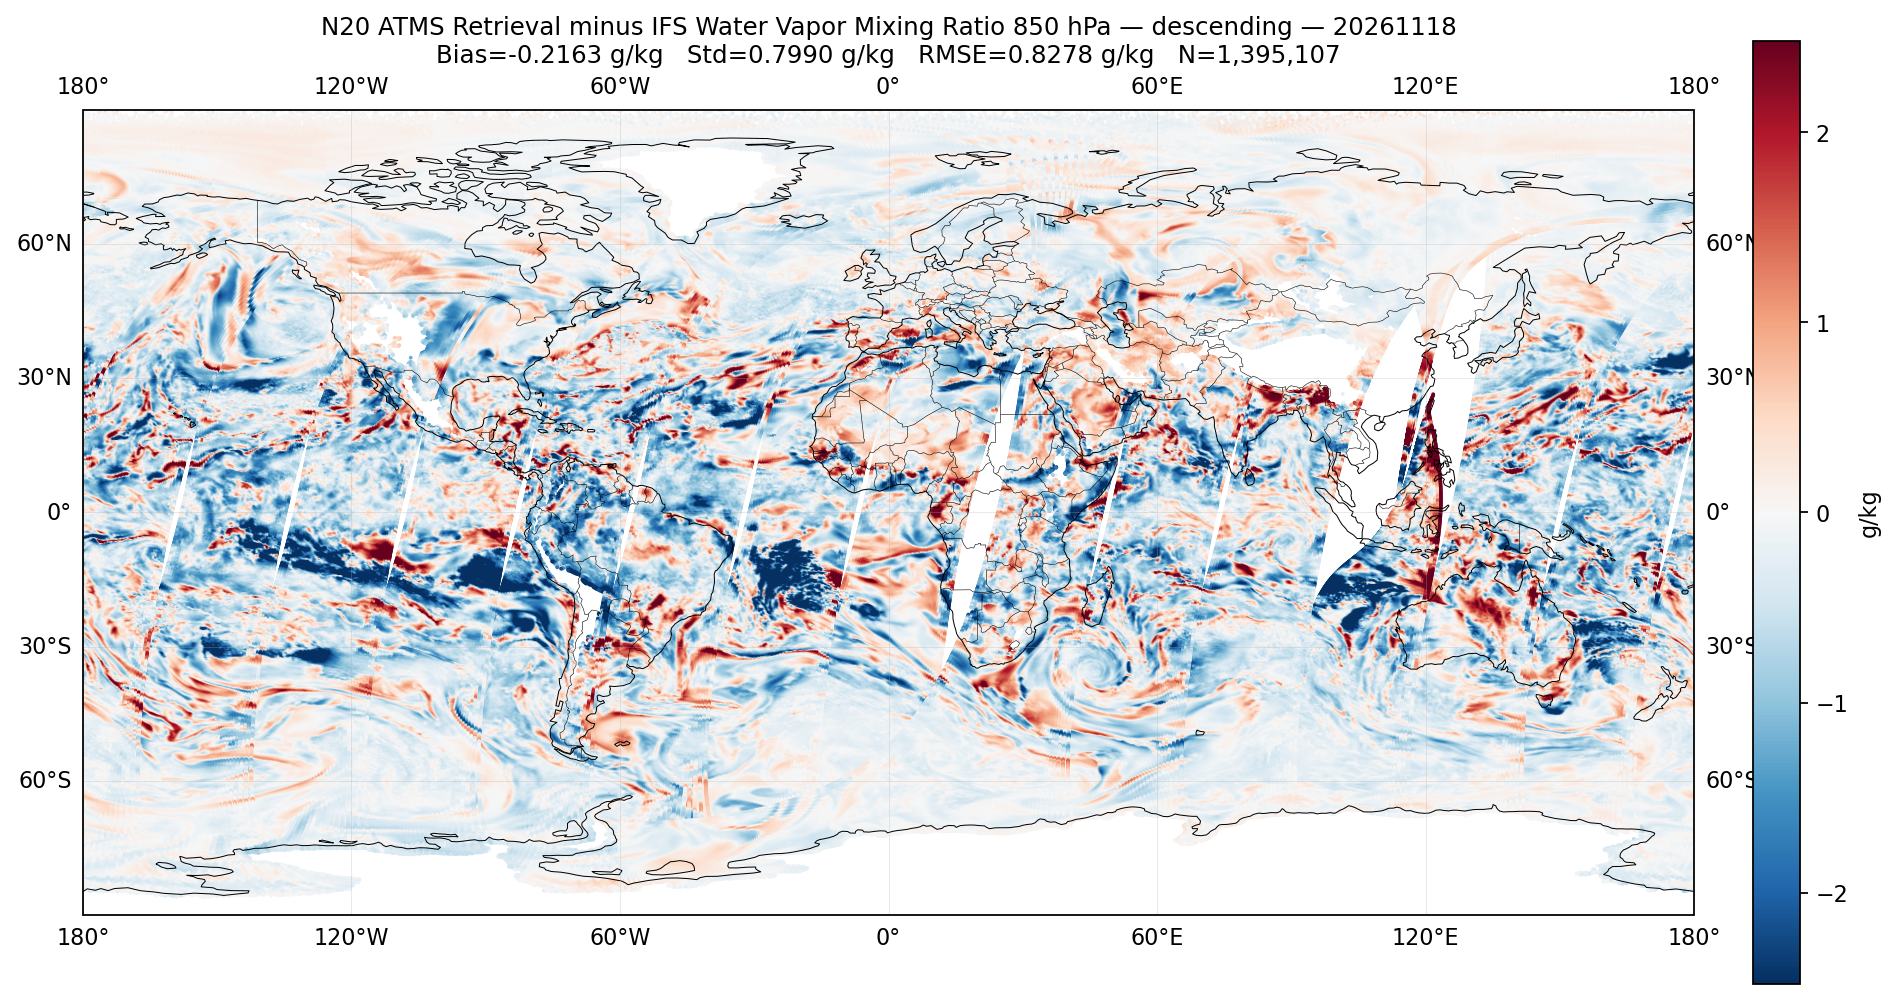 N20 ATMS Retrieval minus IFS Water Vapor Mixing Ratio 850 hPa — descending — 20261118
Bias=-0.2163 g/kg   Std=0.7990 g/kg   RMSE=0.8278 g/kg   N=1,395,107
180° 120°W 60°W 0° 60°E 120°E 180°
60°N 60°N
30°N 30°N
0° 0°
30°S 30°S
60°S 60°S
180° 120°W 60°W 0° 60°E 120°E 180°
2
1
0
−1
−2
g/kg